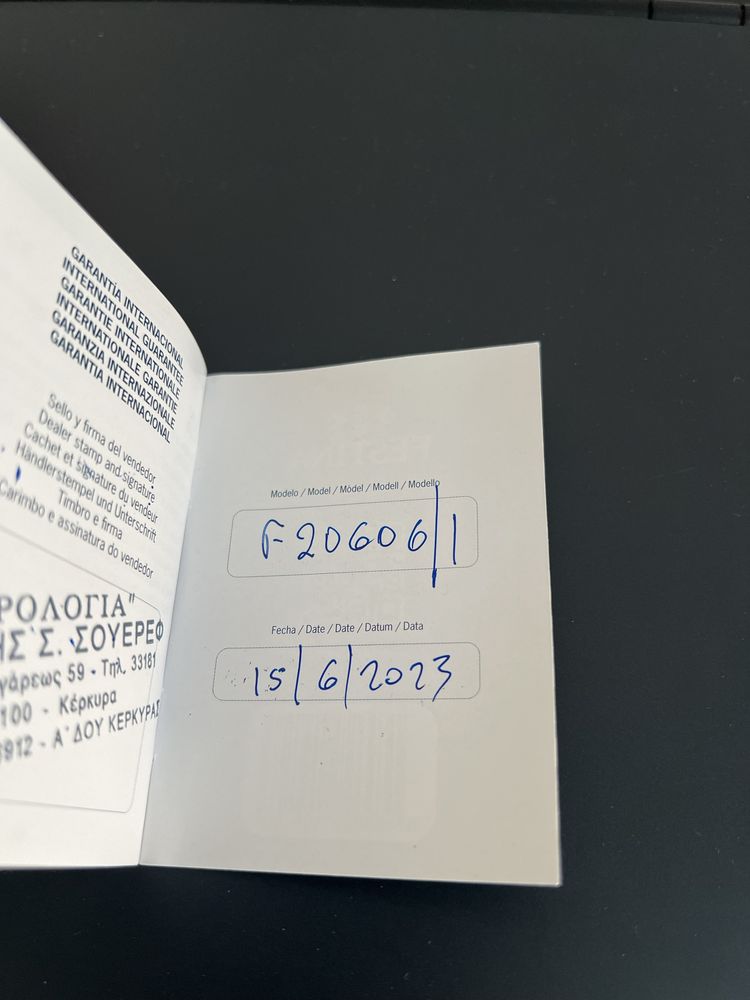 GARANTÍA INTERNACIONAL
INTERNATIONAL GUARANTEE
GARANTIE INTERNATIONALE
INTERNATIONALE GARANTIE
GARANZIA INTERNAZIONALE
GARANTIA INTERNACIONAL
Sello y firma del vendedor
Dealer stamp and signature
Cachet et signature du vendeur
Händlerstempel und Unterschrift
Timbro e firma
Carimbo e assinatura do vendedor
ΡΟΛΟΓΙΑ"
ΗΣ Σ. ΣΟΥΕΡΕΦ
γάρεως 59 - Τηλ. 33181
100 - Κέρκυρα
912 - Α' ΔΟΥ ΚΕΡΚΥΡΑΣ
Modelo / Model / Mòdel / Modell / Modello
F20606/1
Fecha / Date / Date / Datum / Data
15/6/2023